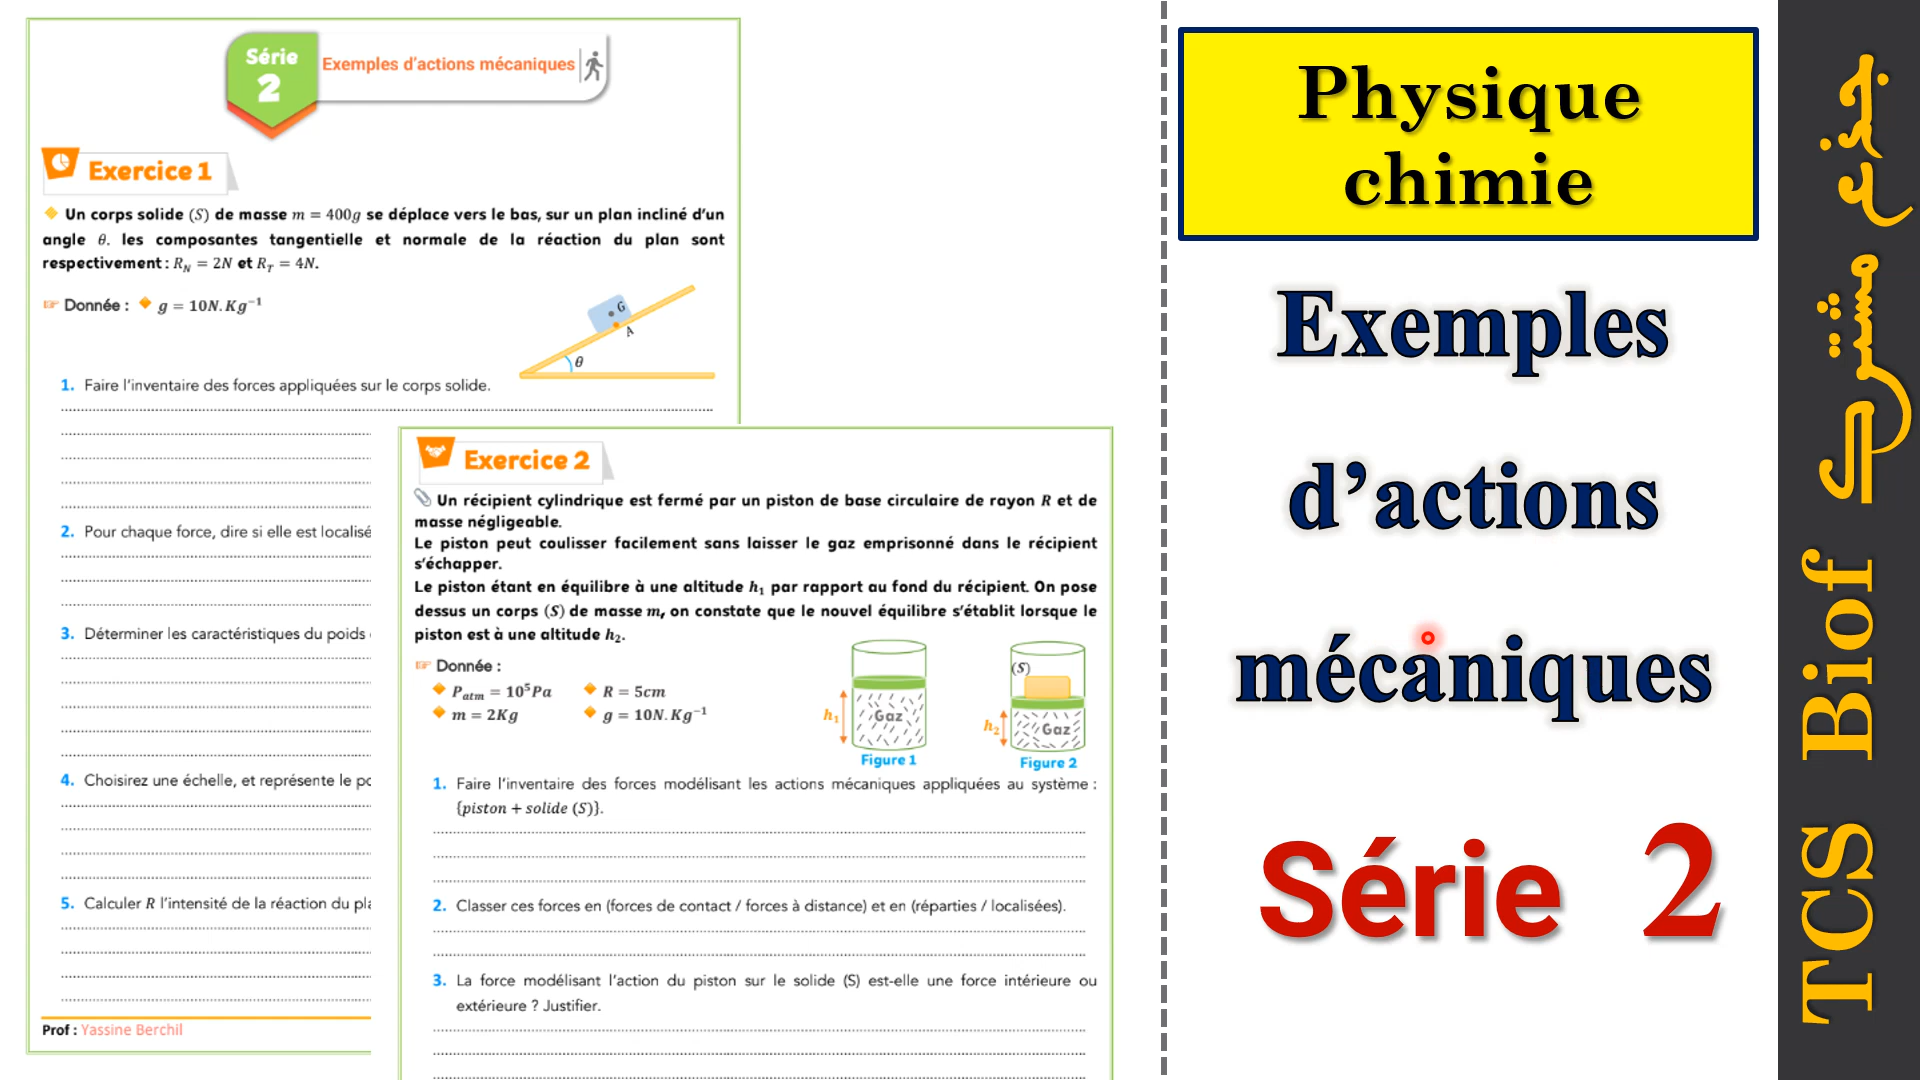 Série
2
Exemples d'actions mécaniques
Exercice 1
Un corps solide (S) de masse m = 400g se déplace vers le bas, sur un plan incliné d'un
angle θ. les composantes tangentielle et normale de la réaction du plan sont
respectivement : R_N = 2N et R_T = 4N.
Donnée : g = 10N.Kg⁻¹
G
A
θ
1. Faire l'inventaire des forces appliquées sur le corps solide.
2. Pour chaque force, dire si elle est localisé
3. Déterminer les caractéristiques du poids
4. Choisirez une échelle, et représente le po
5. Calculer R l'intensité de la réaction du pla
Prof : Yassine Berchil
Exercice 2
Un récipient cylindrique est fermé par un piston de base circulaire de rayon R et de
masse négligeable.
Le piston peut coulisser facilement sans laisser le gaz emprisonné dans le récipient
s'échapper.
Le piston étant en équilibre à une altitude h₁ par rapport au fond du récipient. On pose
dessus un corps (S) de masse m, on constate que le nouvel équilibre s'établit lorsque le
piston est à une altitude h₂.
Donnée :
P_atm = 10⁵Pa R = 5cm
m = 2Kg g = 10N.Kg⁻¹
h₁
Gaz
Figure 1
(S)
h₂
Gaz
Figure 2
1. Faire l'inventaire des forces modélisant les actions mécaniques appliquées au système :
{piston + solide (S)}.
2. Classer ces forces en (forces de contact / forces à distance) et en (réparties / localisées).
3. La force modélisant l'action du piston sur le solide (S) est-elle une force intérieure ou
extérieure ? Justifier.
Physique
chimie
Exemples
d'actions
mécaniques
Série 2
TCS Biof جذع مشترك